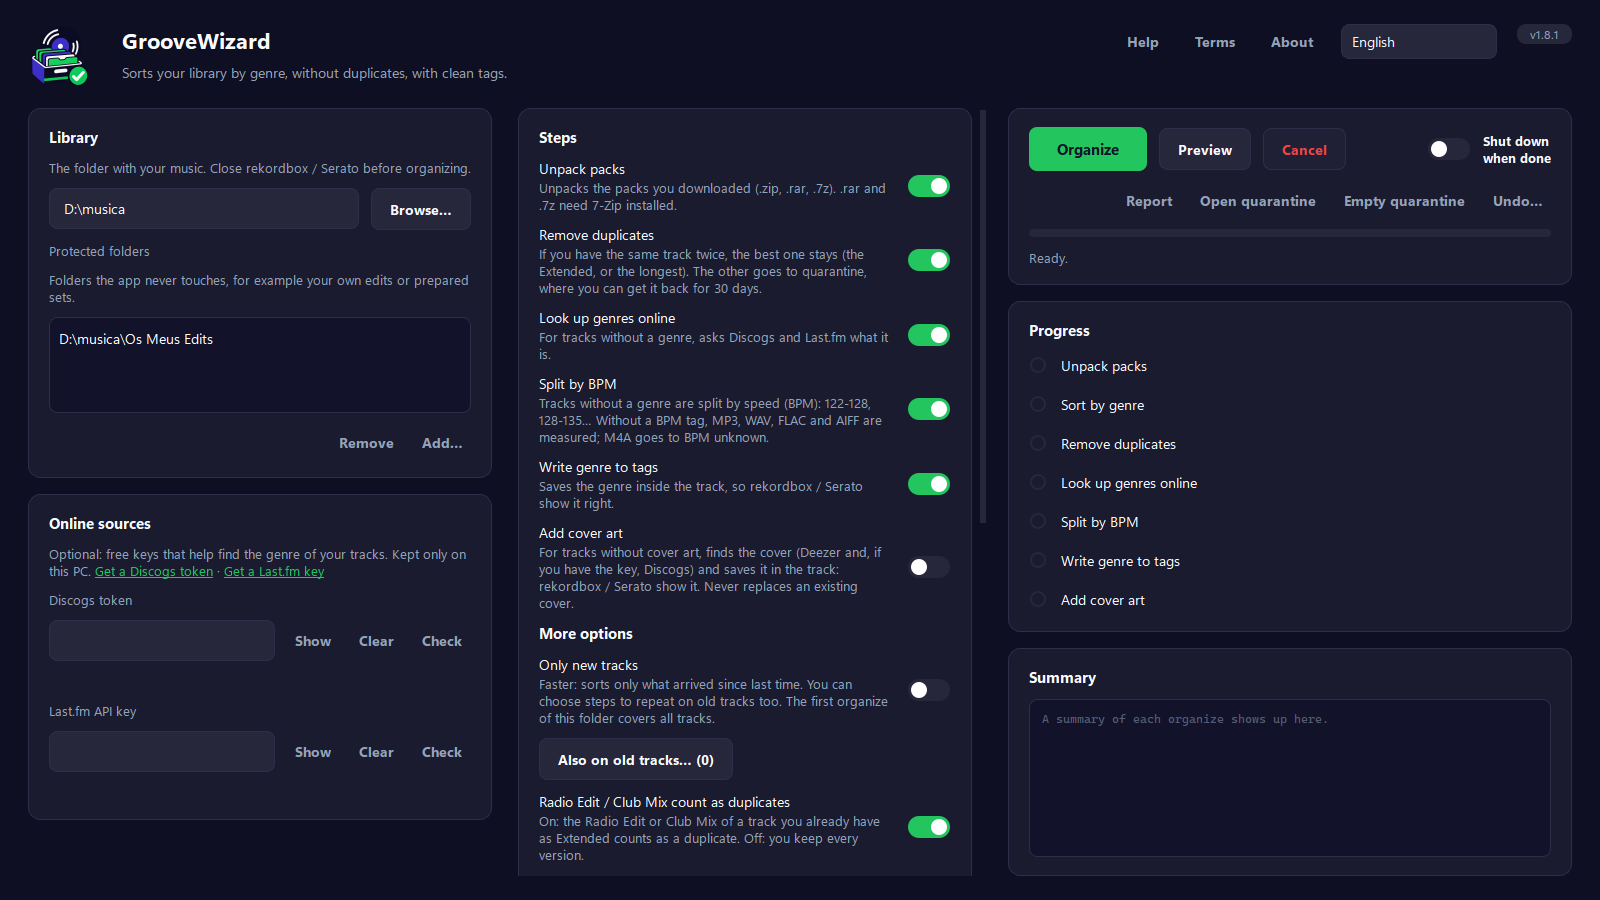 GrooveWizard
Sorts your library by genre, without duplicates, with clean tags.
Help
Terms
About
English
v1.8.1
Library
The folder with your music. Close rekordbox / Serato before organizing.
D:\musica
Browse...
Protected folders
Folders the app never touches, for example your own edits or prepared
sets.
D:\musica\Os Meus Edits
Remove
Add...
Online sources
Optional: free keys that help find the genre of your tracks. Kept only on
this PC. Get a Discogs token · Get a Last.fm key
Discogs token
Show
Clear
Check
Last.fm API key
Show
Clear
Check
Steps
Unpack packs
Unpacks the packs you downloaded (.zip, .rar, .7z). .rar and
.7z need 7-Zip installed.
Remove duplicates
If you have the same track twice, the best one stays (the
Extended, or the longest). The other goes to quarantine,
where you can get it back for 30 days.
Look up genres online
For tracks without a genre, asks Discogs and Last.fm what it
is.
Split by BPM
Tracks without a genre are split by speed (BPM): 122-128,
128-135... Without a BPM tag, MP3, WAV, FLAC and AIFF are
measured; M4A goes to BPM unknown.
Write genre to tags
Saves the genre inside the track, so rekordbox / Serato
show it right.
Add cover art
For tracks without cover art, finds the cover (Deezer and, if
you have the key, Discogs) and saves it in the track:
rekordbox / Serato show it. Never replaces an existing
cover.
More options
Only new tracks
Faster: sorts only what arrived since last time. You can
choose steps to repeat on old tracks too. The first organize
of this folder covers all tracks.
Also on old tracks... (0)
Radio Edit / Club Mix count as duplicates
On: the Radio Edit or Club Mix of a track you already have
as Extended counts as a duplicate. Off: you keep every
version.
Organize
Preview
Cancel
Shut down
when done
Report
Open quarantine
Empty quarantine
Undo...
Ready.
Progress
Unpack packs
Sort by genre
Remove duplicates
Look up genres online
Split by BPM
Write genre to tags
Add cover art
Summary
A summary of each organize shows up here.